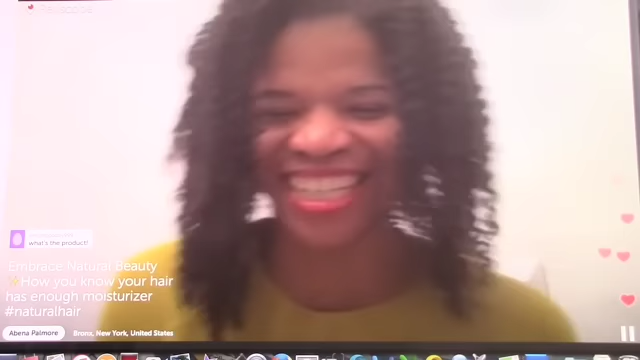 what's the product?
Embrace Natural Beauty
✨How you know your hair
has enough moisturizer
#naturalhair
Abena Palmore
Bronx, New York, United States